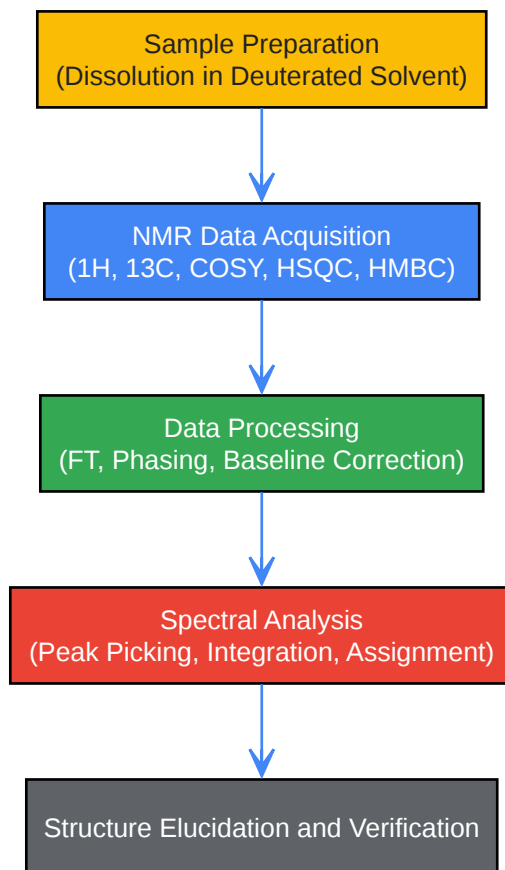 Sample Preparation
(Dissolution in Deuterated Solvent)
NMR Data Acquisition
(1H, 13C, COSY, HSQC, HMBC)
Data Processing
(FT, Phasing, Baseline Correction)
Spectral Analysis
(Peak Picking, Integration, Assignment)
Structure Elucidation and Verification